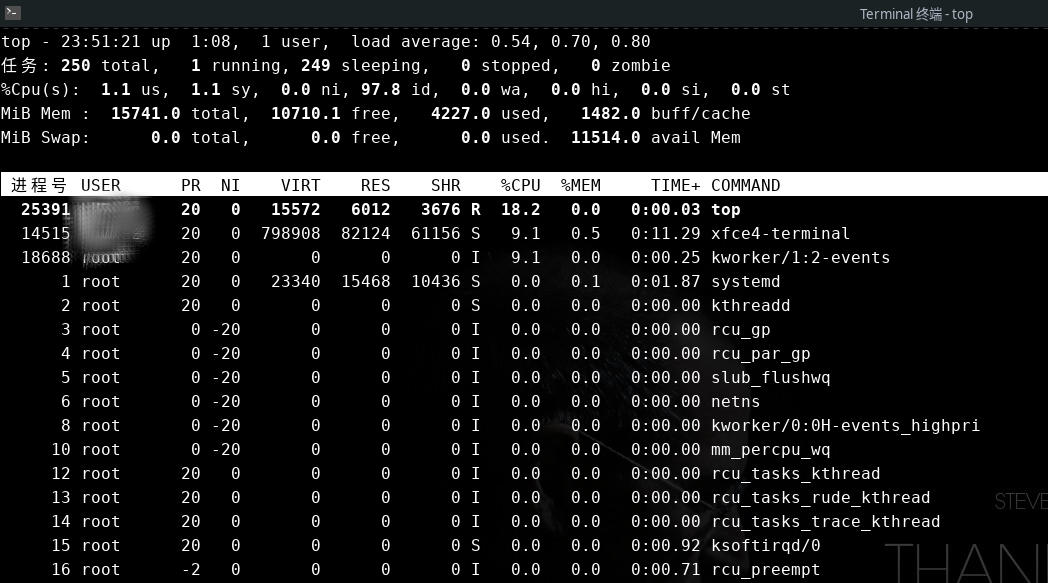 Terminal 终端 - top
top - 23:51:21 up  1:08,  1 user,  load average: 0.54, 0.70, 0.80
任务: 250 total,   1 running, 249 sleeping,   0 stopped,   0 zombie
%Cpu(s):  1.1 us,  1.1 sy,  0.0 ni, 97.8 id,  0.0 wa,  0.0 hi,  0.0 si,  0.0 st
MiB Mem :  15741.0 total,  10710.1 free,   4227.0 used,   1482.0 buff/cache
MiB Swap:      0.0 total,      0.0 free,      0.0 used.  11514.0 avail Mem
进程号 USER      PR  NI    VIRT    RES    SHR    %CPU  %MEM     TIME+ COMMAND
25391           20   0   15572   6012   3676 R  18.2   0.0   0:00.03 top
14515           20   0  798908  82124  61156 S   9.1   0.5   0:11.29 xfce4-terminal
18688 root      20   0       0      0      0 I   9.1   0.0   0:00.25 kworker/1:2-events
1 root      20   0   23340  15468  10436 S   0.0   0.1   0:01.87 systemd
2 root      20   0       0      0      0 S   0.0   0.0   0:00.00 kthreadd
3 root       0 -20       0      0      0 I   0.0   0.0   0:00.00 rcu_gp
4 root       0 -20       0      0      0 I   0.0   0.0   0:00.00 rcu_par_gp
5 root       0 -20       0      0      0 I   0.0   0.0   0:00.00 slub_flushwq
6 root       0 -20       0      0      0 I   0.0   0.0   0:00.00 netns
8 root       0 -20       0      0      0 I   0.0   0.0   0:00.00 kworker/0:0H-events_highpri
10 root       0 -20       0      0      0 I   0.0   0.0   0:00.00 mm_percpu_wq
12 root      20   0       0      0      0 I   0.0   0.0   0:00.00 rcu_tasks_kthread
13 root      20   0       0      0      0 I   0.0   0.0   0:00.00 rcu_tasks_rude_kthread
14 root      20   0       0      0      0 I   0.0   0.0   0:00.00 rcu_tasks_trace_kthread
15 root      20   0       0      0      0 S   0.0   0.0   0:00.92 ksoftirqd/0
16 root      -2   0       0      0      0 I   0.0   0.0   0:00.71 rcu_preempt
STEVE
THAN